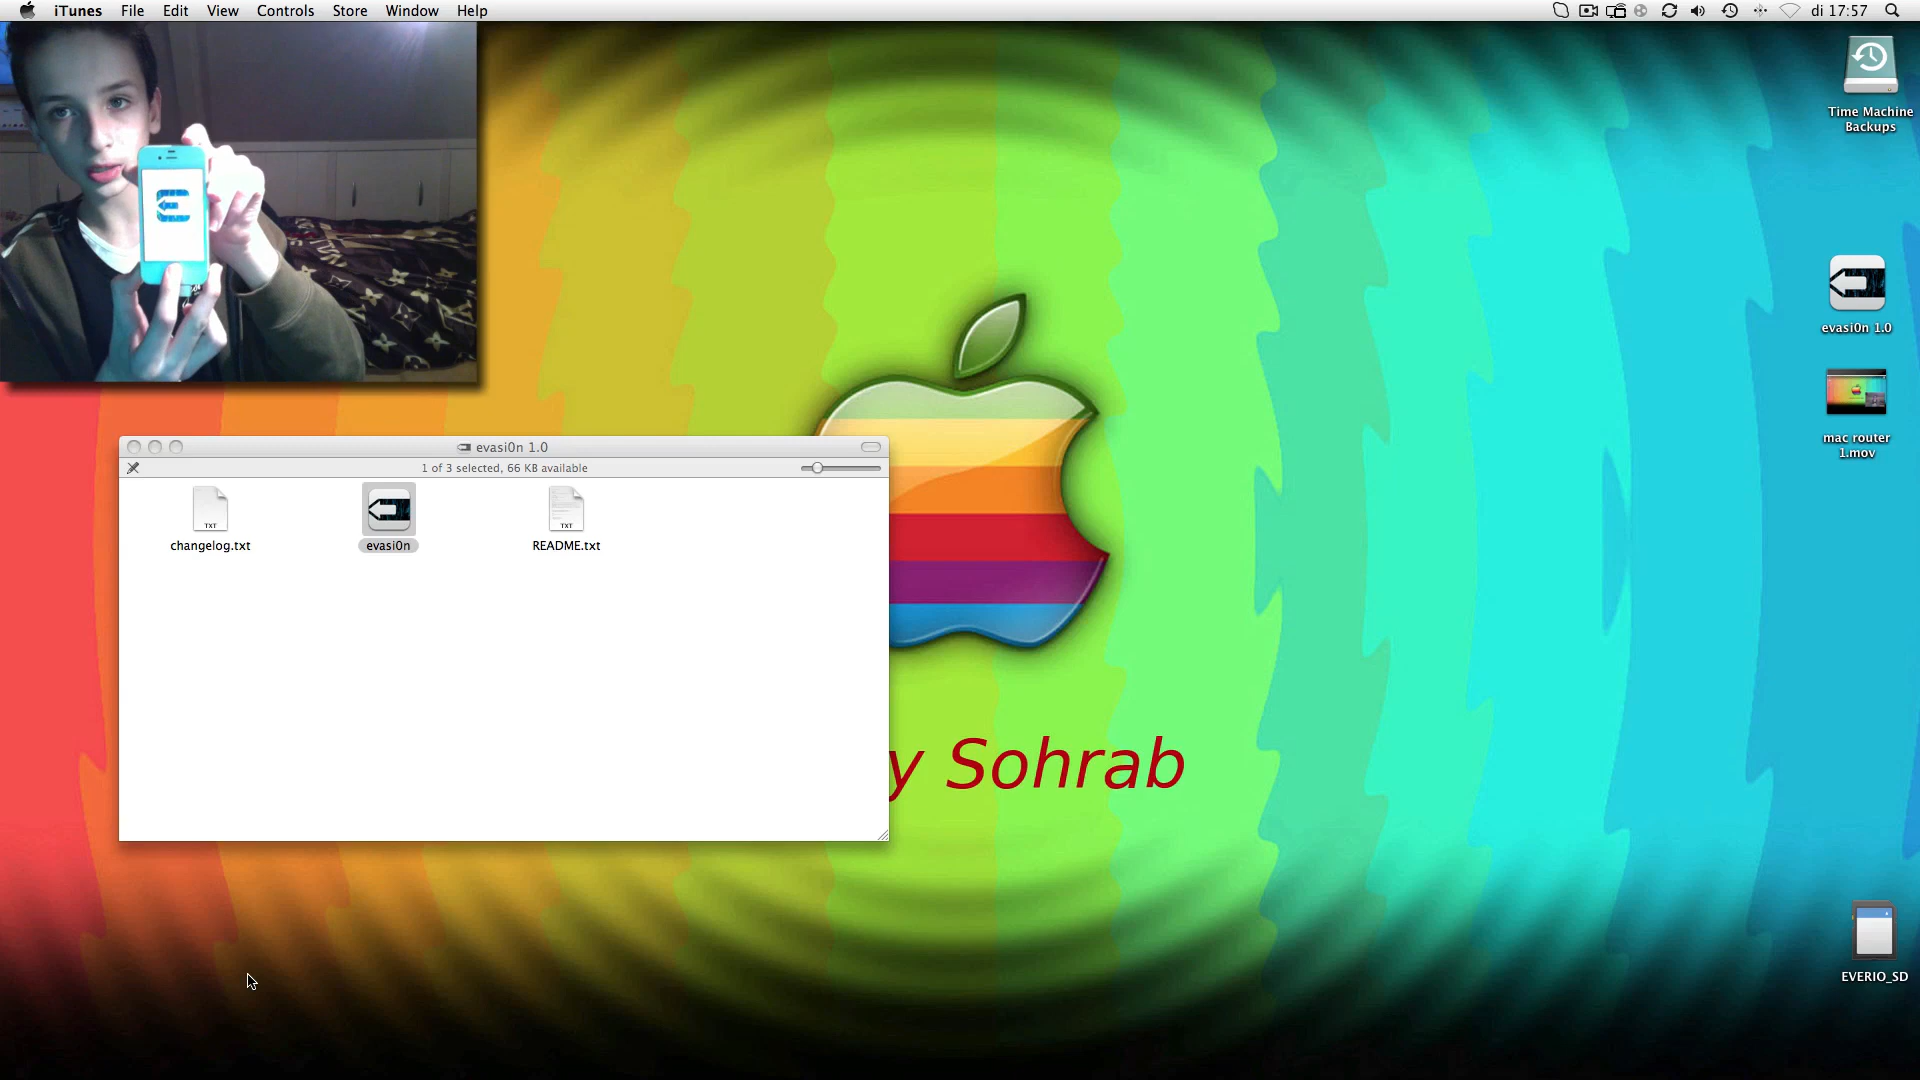 iTunes File Edit View Controls Store Window Help
di 17:57
Time Machine
Backups
evasi0n 1.0
mac router
1.mov
evasi0n 1.0
1 of 3 selected, 66 KB available
TXT
TXT
changelog.txt
evasi0n
README.txt
y Sohrab
EVERIO_SD